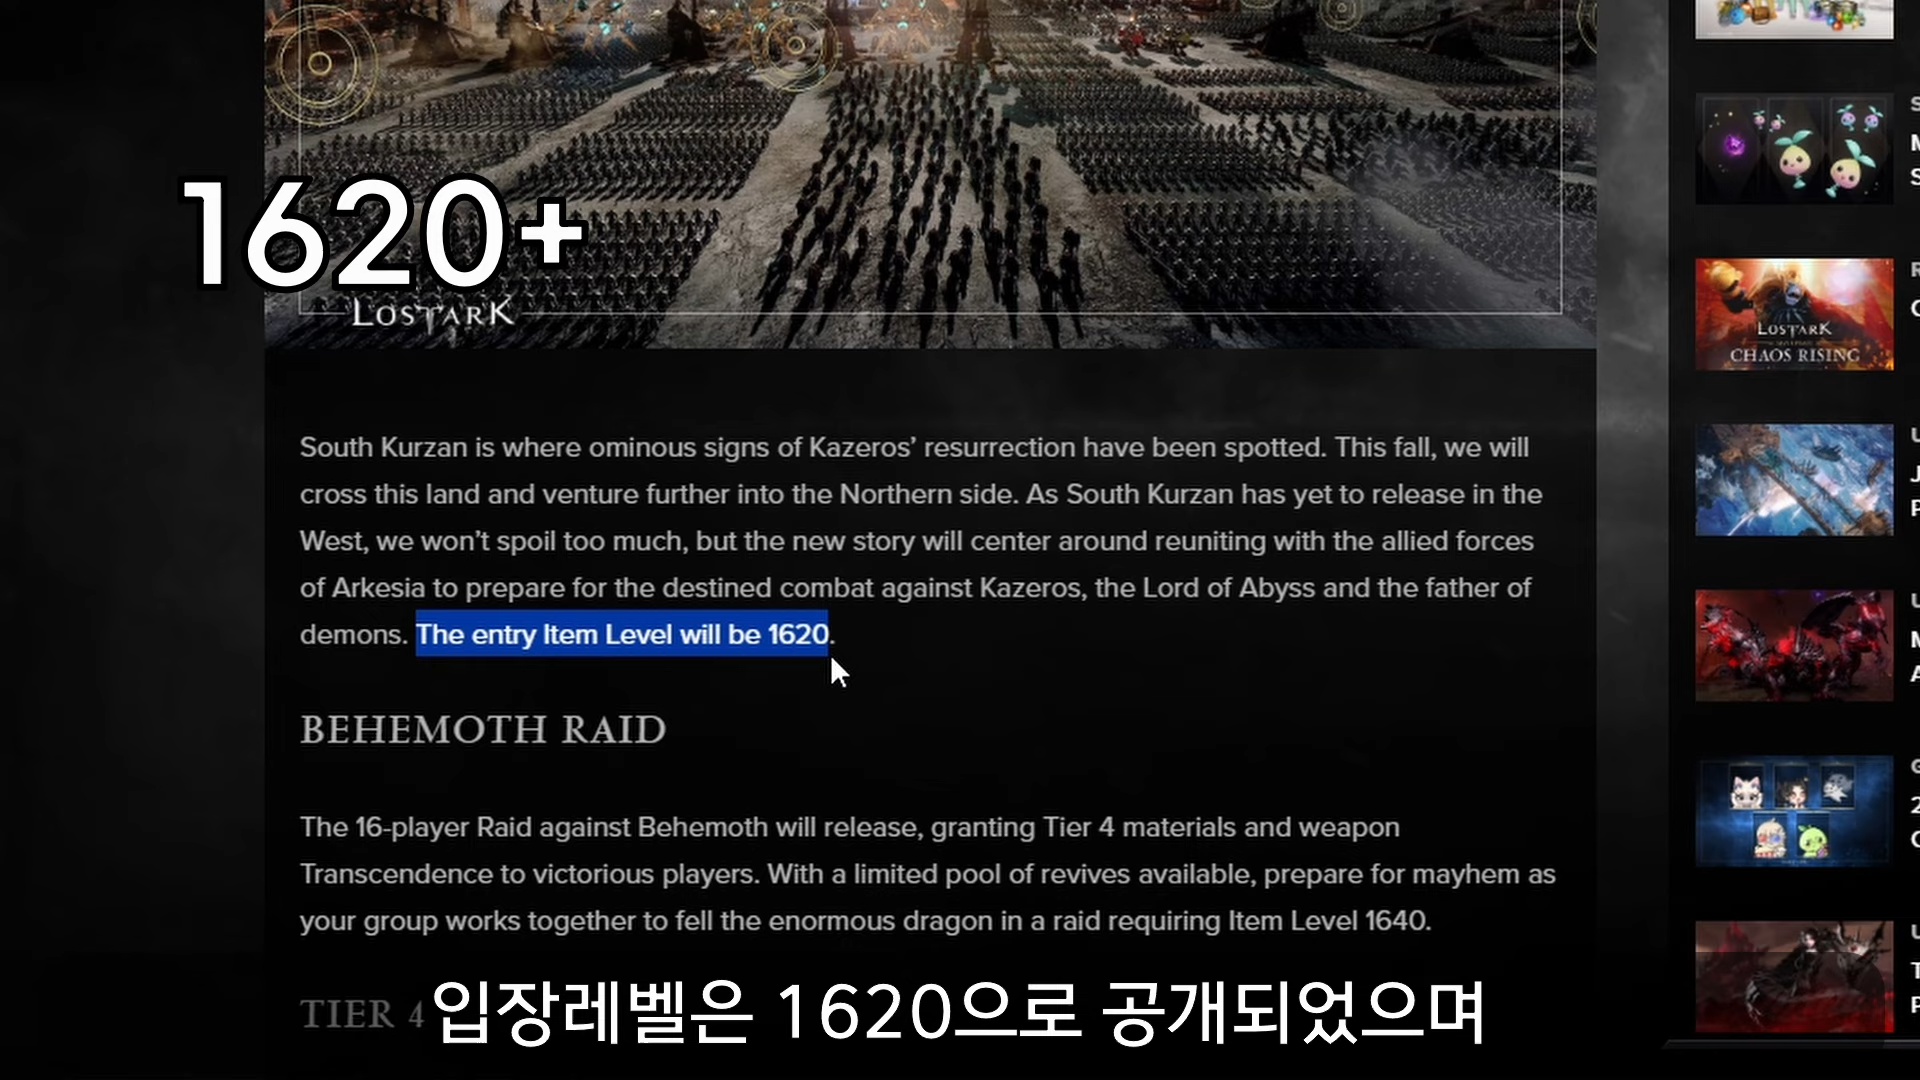 1620+
LOST ARK
South Kurzan is where ominous signs of Kazeros’ resurrection have been spotted. This fall, we will
cross this land and venture further into the Northern side. As South Kurzan has yet to release in the
West, we won’t spoil too much, but the new story will center around reuniting with the allied forces
of Arkesia to prepare for the destined combat against Kazeros, the Lord of Abyss and the father of
demons. The entry Item Level will be 1620.
BEHEMOTH RAID
The 16-player Raid against Behemoth will release, granting Tier 4 materials and weapon
Transcendence to victorious players. With a limited pool of revives available, prepare for mayhem as
your group works together to fell the enormous dragon in a raid requiring Item Level 1640.
TIER 4
입장레벨은 1620으로 공개되었으며
LOST ARK
CHAOS RISING